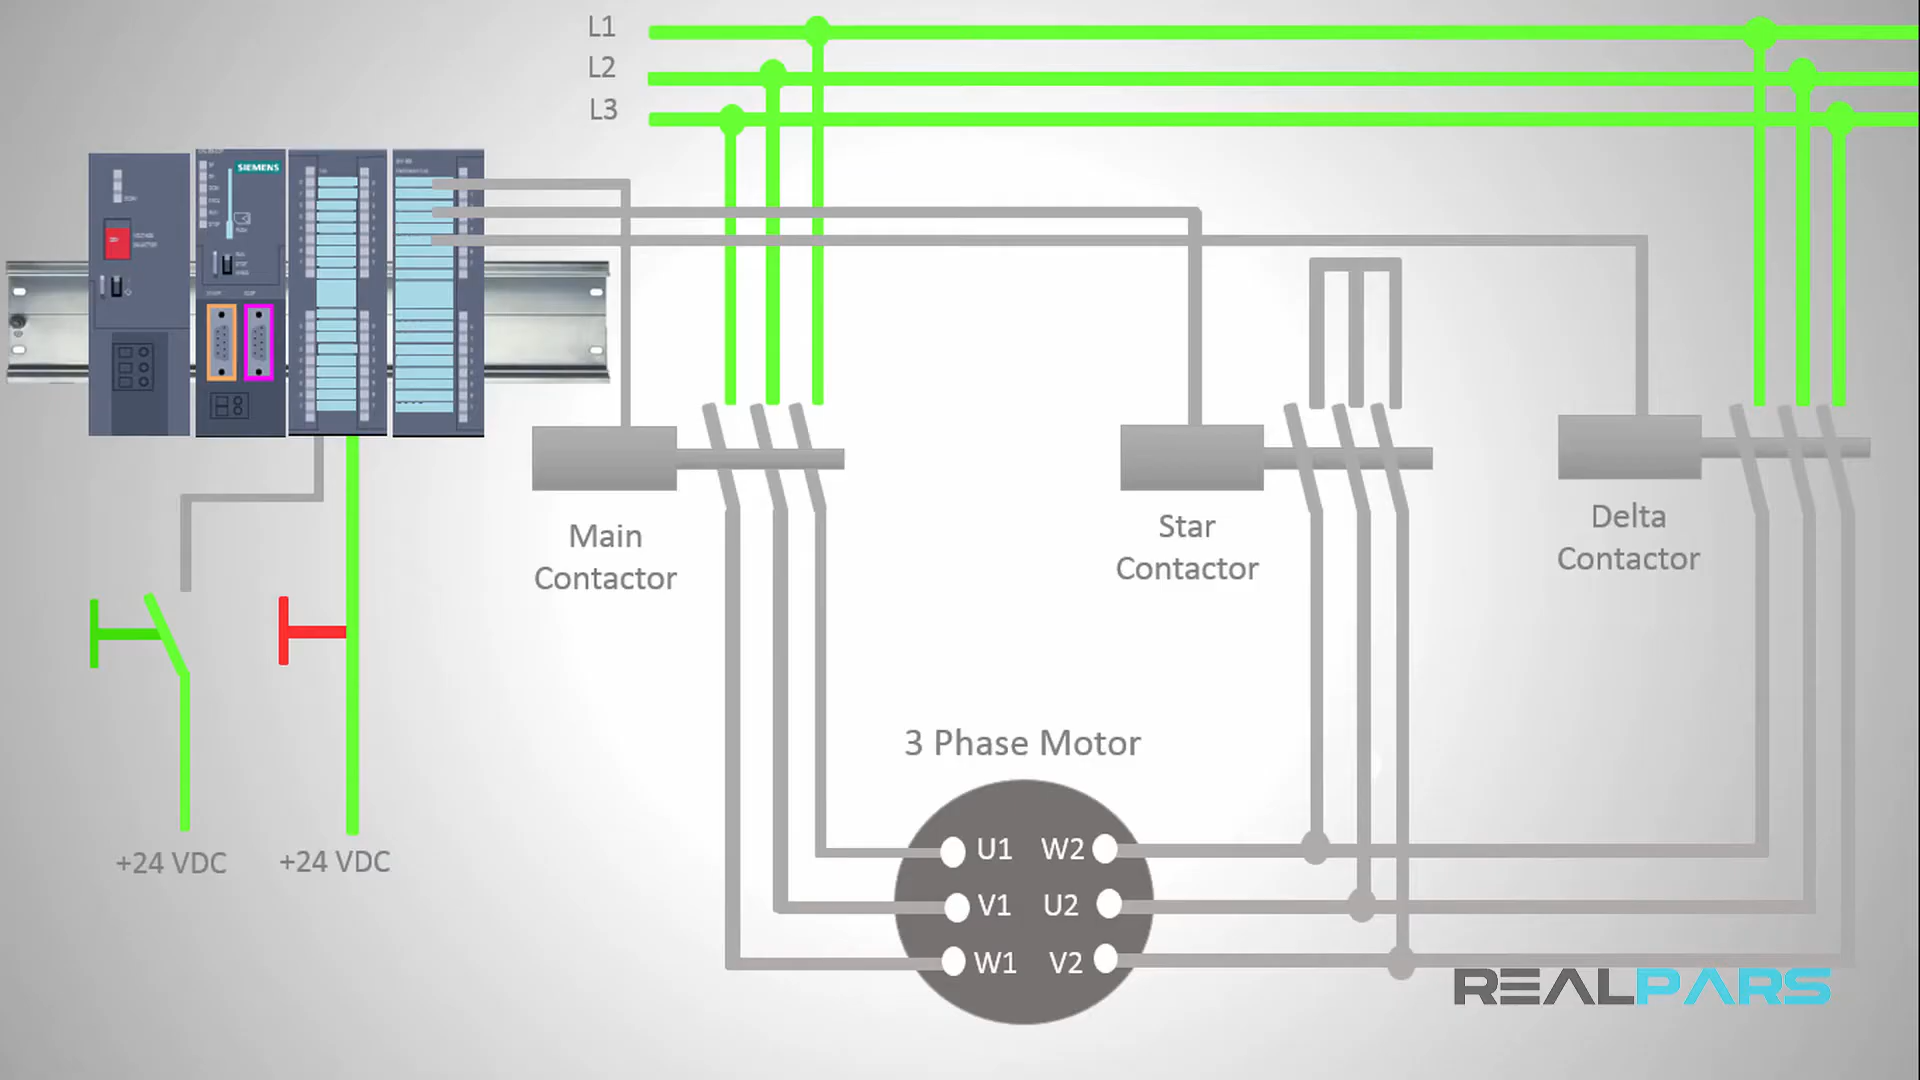 L1
L2
L3
SIEMENS
Main
Contactor
Star
Contactor
Delta
Contactor
3 Phase Motor
U1 W2
V1 U2
W1 V2
+24 VDC +24 VDC
REALPARS